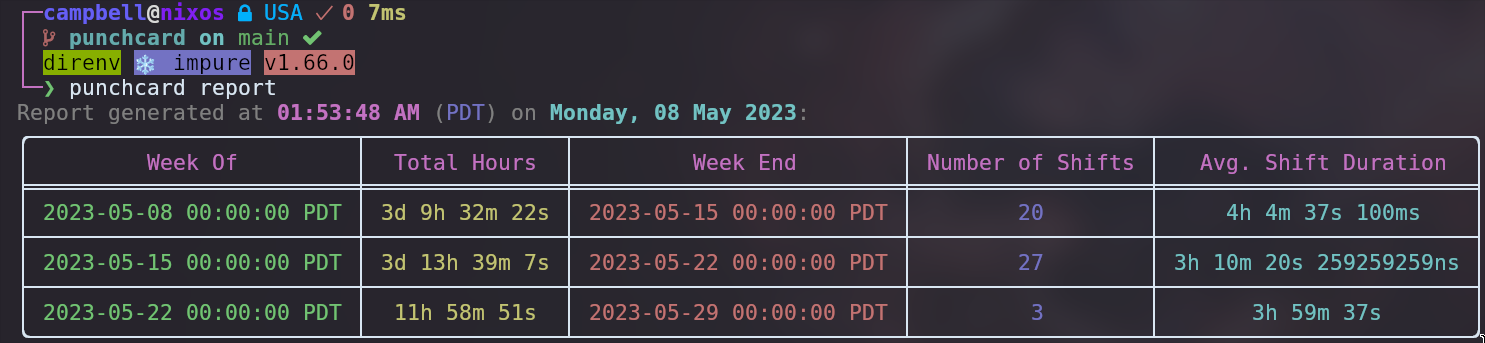 campbell@nixos USA ✓ 0 7ms
punchcard on main ✔
direnv ❄ impure v1.66.0
❯ punchcard report
Report generated at 01:53:48 AM (PDT) on Monday, 08 May 2023:
Week Of Total Hours Week End Number of Shifts Avg. Shift Duration
2023-05-08 00:00:00 PDT 3d 9h 32m 22s 2023-05-15 00:00:00 PDT 20 4h 4m 37s 100ms
2023-05-15 00:00:00 PDT 3d 13h 39m 7s 2023-05-22 00:00:00 PDT 27 3h 10m 20s 259259259ns
2023-05-22 00:00:00 PDT 11h 58m 51s 2023-05-29 00:00:00 PDT 3 3h 59m 37s